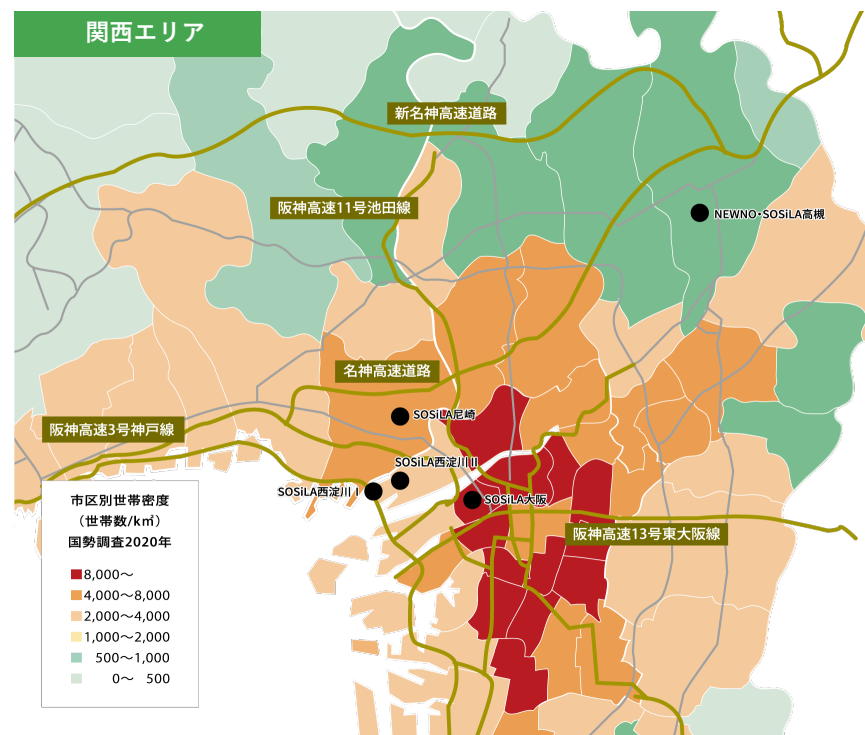 関西エリア
新名神高速道路
阪神高速11号池田線
NEWNO・SOSiLA高槻
名神高速道路
SOSiLA尼崎
阪神高速3号神戸線
SOSiLA西淀川Ⅱ
SOSiLA西淀川Ⅰ
SOSiLA大阪
阪神高速13号東大阪線
市区別世帯密度
（世帯数/k㎡）
国勢調査2020年
8,000～
4,000～8,000
2,000～4,000
1,000～2,000
500～1,000
0～ 500